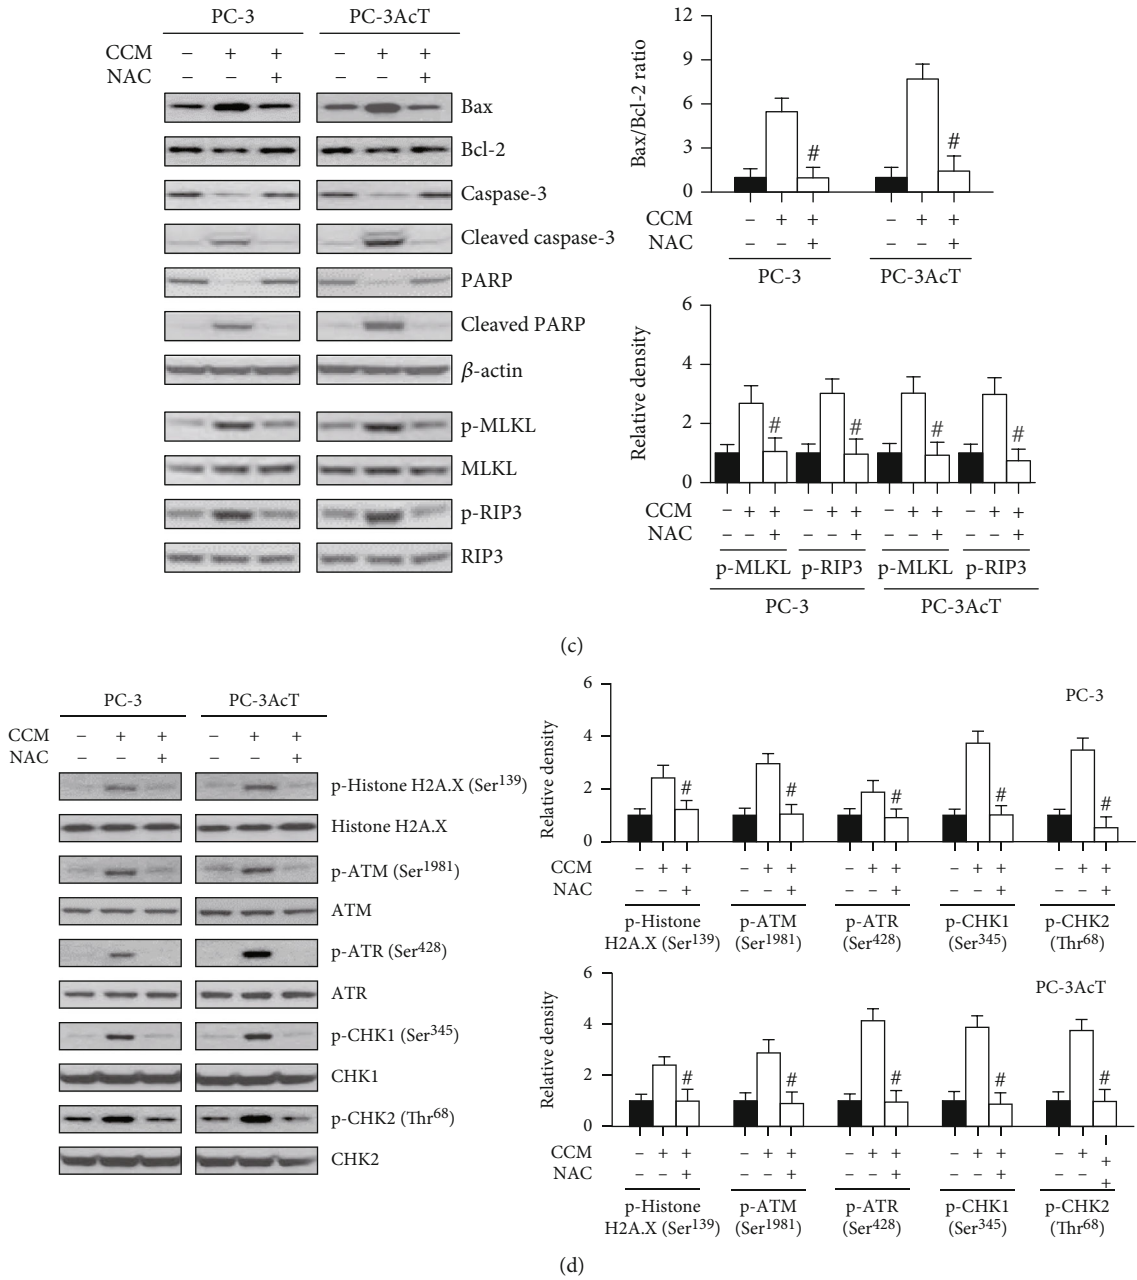 PC-3 PC-3AcT
CCM – + + – + +
NAC – – + – – +
Bax
Bcl-2
Caspase-3
Cleaved caspase-3
PARP
Cleaved PARP
β-actin
p-MLKL
MLKL
p-RIP3
RIP3
12
9
6
3
0
Bax/Bcl-2 ratio
# #
CCM – + + – + +
NAC – – + – – +
PC-3 PC-3AcT
6
4
2
0
Relative density
# # # #
CCM – + + – + + – + + – + +
NAC – – + – – + – – + – – +
p-MLKL p-RIP3 p-MLKL p-RIP3
PC-3 PC-3AcT
(c)
PC-3 PC-3AcT
CCM – + + – + +
NAC – – + – – +
p-Histone H2A.X (Ser139)
Histone H2A.X
p-ATM (Ser1981)
ATM
p-ATR (Ser428)
ATR
p-CHK1 (Ser345)
CHK1
p-CHK2 (Thr68)
CHK2
PC-3
6
4
2
0
Relative density
# # # # #
CCM – + + – + + – + + – + + – + +
NAC – – + – – + – – + – – + – – +
p-Histone p-ATM p-ATR p-CHK1 p-CHK2
H2A.X (Ser139) (Ser1981) (Ser428) (Ser345) (Thr68)
PC-3AcT
6
4
2
0
Relative density
# # # # #
CCM – + + – + + – + + – + + – + +
NAC – – + – – + – – + – – + – – +
p-Histone p-ATM p-ATR p-CHK1 p-CHK2
H2A.X (Ser139) (Ser1981) (Ser428) (Ser345) (Thr68)
(d)